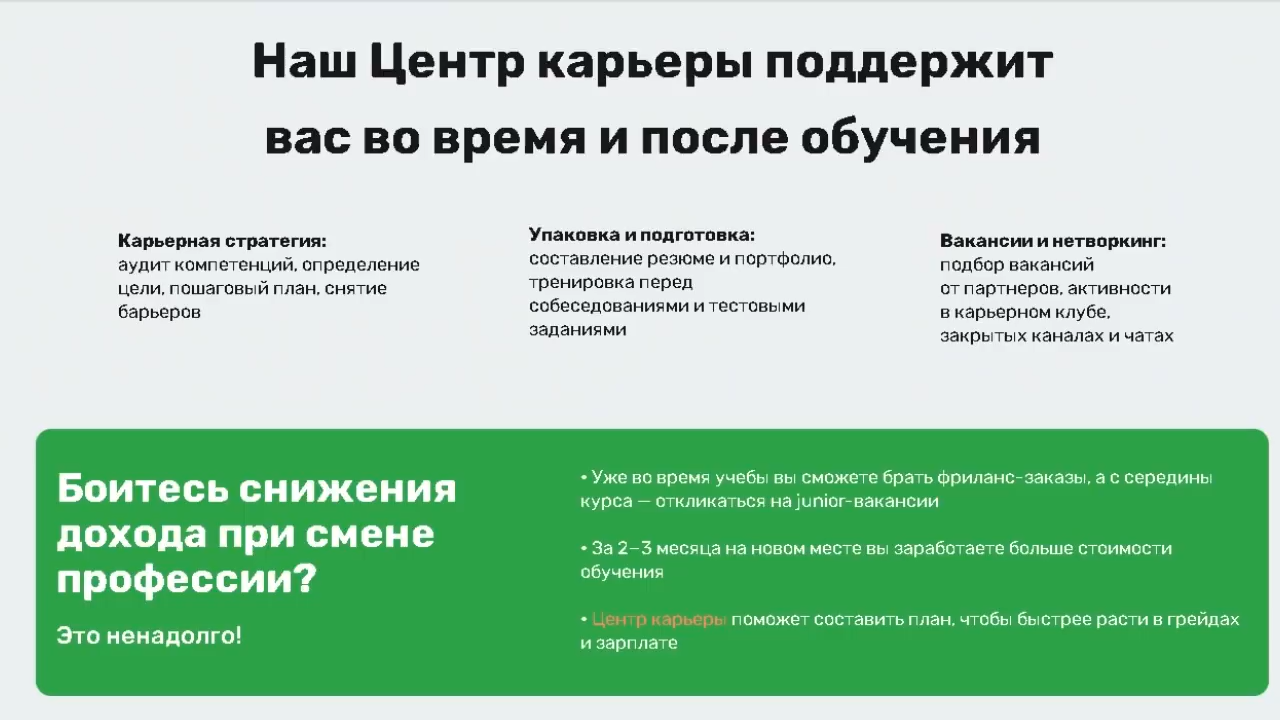 Наш Центр карьеры поддержит
вас во время и после обучения
Карьерная стратегия:
аудит компетенций, определение
цели, пошаговый план, снятие
барьеров
Упаковка и подготовка:
составление резюме и портфолио,
тренировка перед
собеседованиями и тестовыми
заданиями
Вакансии и нетворкинг:
подбор вакансий
от партнеров, активности
в карьерном клубе,
закрытых каналах и чатах
Боитесь снижения
дохода при смене
профессии?
Это ненадолго!
• Уже во время учебы вы сможете брать фриланс-заказы, а с середины
курса — откликаться на junior-вакансии
• За 2–3 месяца на новом месте вы заработаете больше стоимости
обучения
• Центр карьеры поможет составить план, чтобы быстрее расти в грейдах
и зарплате